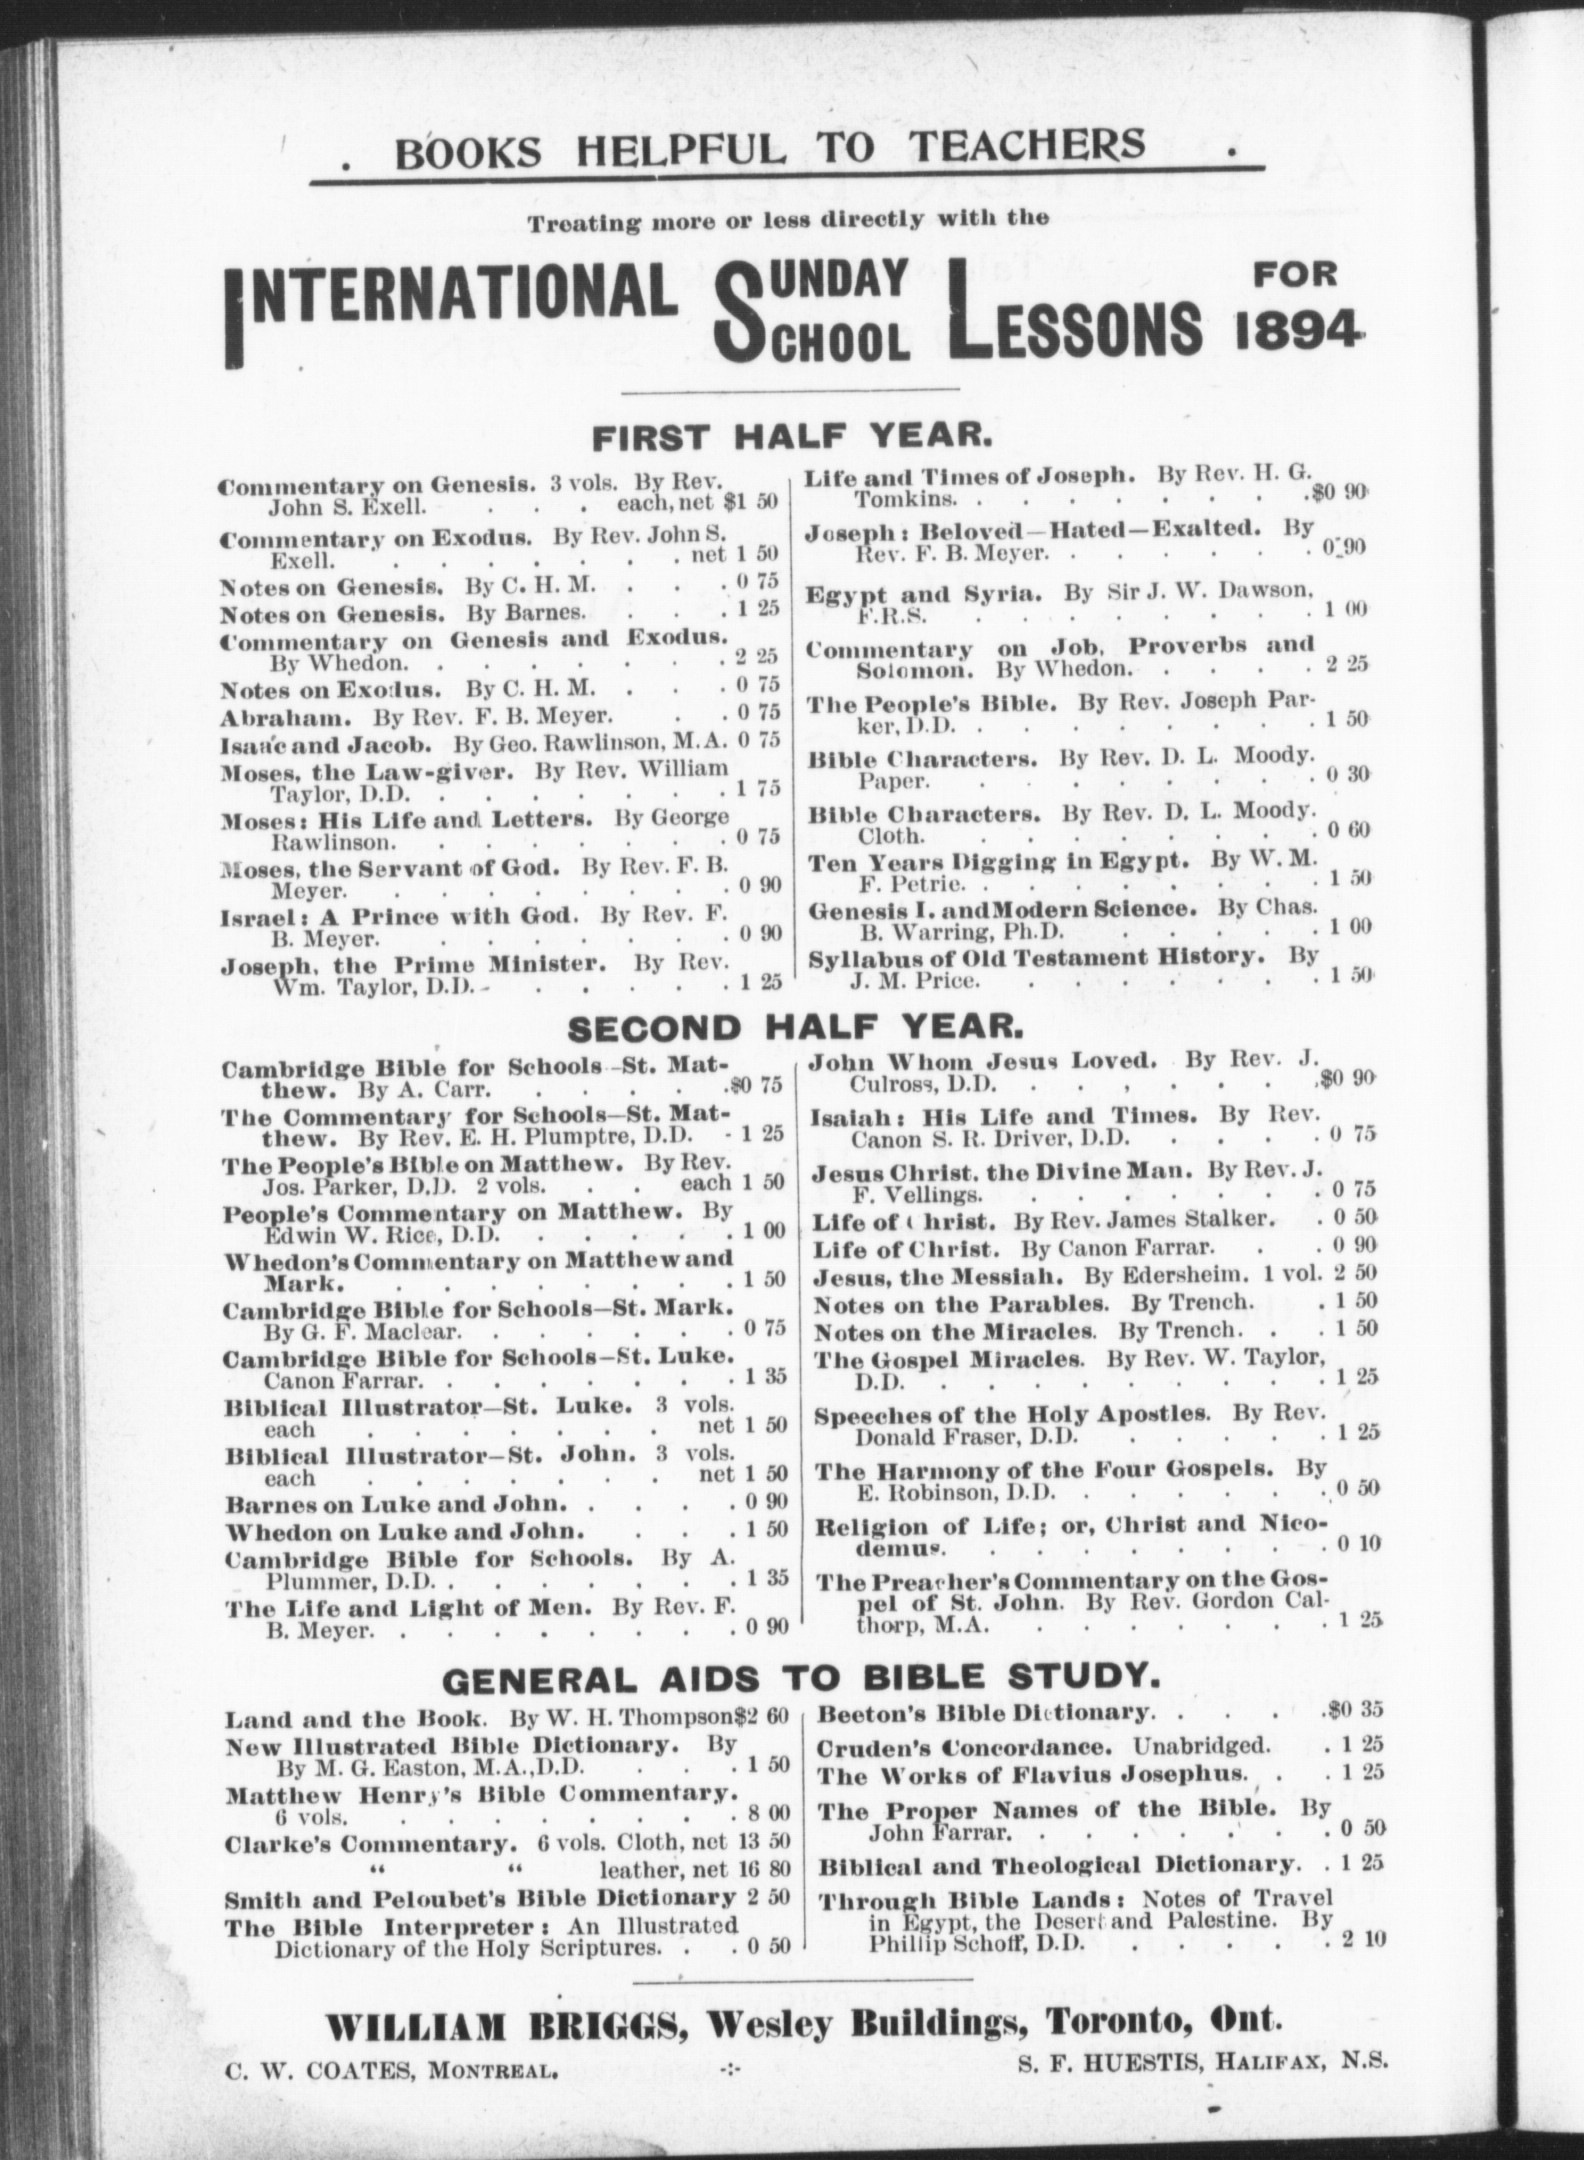 . BOOKS HELPFUL TO TEACHERS .
Treating more or less directly with the
INTERNATIONAL SUNDAY SCHOOL LESSONS FOR 1894
FIRST HALF YEAR.
Commentary on Genesis. 3 vols. By Rev.
John S. Exell. . . . each, net $1 50
Commentary on Exodus. By Rev. John S.
Exell. . . . . . . . net 1 50
Notes on Genesis. By C. H. M. . . . 0 75
Notes on Genesis. By Barnes. . . . 1 25
Commentary on Genesis and Exodus.
By Whedon. . . . . . . . 2 25
Notes on Exodus. By C. H. M. . . . 0 75
Abraham. By Rev. F. B. Meyer. . . 0 75
Isaac and Jacob. By Geo. Rawlinson, M.A. 0 75
Moses, the Law-giver. By Rev. William
Taylor, D.D. . . . . . . . 1 75
Moses: His Life and Letters. By George
Rawlinson. . . . . . . . 0 75
Moses, the Servant of God. By Rev. F. B.
Meyer. . . . . . . . . 0 90
Israel: A Prince with God. By Rev. F.
B. Meyer. . . . . . . . 0 90
Joseph, the Prime Minister. By Rev.
Wm. Taylor, D.D. - . . . . . 1 25
Life and Times of Joseph. By Rev. H. G.
Tomkins. . . . . . . . . $0 90
Joseph: Beloved—Hated—Exalted. By
Rev. F. B. Meyer. . . . . . . 0 90
Egypt and Syria. By Sir J. W. Dawson,
F.R.S. . . . . . . . . 1 00
Commentary on Job, Proverbs and
Solomon. By Whedon. . . . . 2 25
The People's Bible. By Rev. Joseph Par-
ker, D.D. . . . . . . . . 1 50
Bible Characters. By Rev. D. L. Moody.
Paper. . . . . . . . . 0 30
Bible Characters. By Rev. D. L. Moody.
Cloth. . . . . . . . . 0 60
Ten Years Digging in Egypt. By W. M.
F. Petrie. . . . . . . . . 1 50
Genesis I. and Modern Science. By Chas.
B. Warring, Ph.D. . . . . . 1 00
Syllabus of Old Testament History. By
J. M. Price. . . . . . . . 1 50
SECOND HALF YEAR.
Cambridge Bible for Schools—St. Mat-
thew. By A. Carr. . . . . . $0 75
The Commentary for Schools—St. Mat-
thew. By Rev. E. H. Plumptre, D.D. - 1 25
The People's Bible on Matthew. By Rev.
Jos. Parker, D.D. 2 vols. . . each 1 50
People's Commentary on Matthew. By
Edwin W. Rice, D.D. . . . . . 1 00
Whedon's Commentary on Matthew and
Mark. . . . . . . . . 1 50
Cambridge Bible for Schools—St. Mark.
By G. F. Maclear. . . . . . . 0 75
Cambridge Bible for Schools—St. Luke.
Canon Farrar. . . . . . . . 1 35
Biblical Illustrator—St. Luke. 3 vols.
each . . . . . . . net 1 50
Biblical Illustrator—St. John. 3 vols.
each . . . . . . . net 1 50
Barnes on Luke and John. . . . . 0 90
Whedon on Luke and John. . . . 1 50
Cambridge Bible for Schools. By A.
Plummer, D.D. . . . . . . . 1 35
The Life and Light of Men. By Rev. F.
B. Meyer. . . . . . . . . 0 90
John Whom Jesus Loved. By Rev. J.
Culross, D.D. . . , . . . . $0 90
Isaiah: His Life and Times. By Rev.
Canon S. R. Driver, D.D. . . . . 0 75
Jesus Christ, the Divine Man. By Rev. J.
F. Vellings. . . . . . . . 0 75
Life of Christ. By Rev. James Stalker. . 0 50
Life of Christ. By Canon Farrar. . . 0 90
Jesus, the Messiah. By Edersheim. 1 vol. 2 50
Notes on the Parables. By Trench. . 1 50
Notes on the Miracles. By Trench. . . 1 50
The Gospel Miracles. By Rev. W. Taylor,
D.D. . . . . . . . . . 1 25
Speeches of the Holy Apostles. By Rev.
Donald Fraser, D.D. . . . . . 1 25
The Harmony of the Four Gospels. By
E. Robinson, D.D. . . . . . . 0 50
Religion of Life; or, Christ and Nico-
demus. . . . . . . . . 0 10
The Preacher's Commentary on the Gos-
pel of St. John. By Rev. Gordon Cal-
thorp, M.A. . . . . . . . 1 25
GENERAL AIDS TO BIBLE STUDY.
Land and the Book. By W. H. Thompson $2 60
New Illustrated Bible Dictionary. By
By M. G. Easton, M.A., D.D. . . . 1 50
Matthew Henry's Bible Commentary.
6 vols. . . . . . . . . 8 00
Clarke's Commentary. 6 vols. Cloth, net 13 50
" " leather, net 16 80
Smith and Peloubet's Bible Dictionary 2 50
The Bible Interpreter: An Illustrated
Dictionary of the Holy Scriptures. . . 0 50
Beeton's Bible Dictionary. . . . . $0 35
Cruden's Concordance. Unabridged. . 1 25
The Works of Flavius Josephus. . . . 1 25
The Proper Names of the Bible. By
John Farrar. . . . . . . . 0 50
Biblical and Theological Dictionary. . 1 25
Through Bible Lands: Notes of Travel
in Egypt, the Desert and Palestine. By
Phillip Schoff, D.D. . . . . . 2 10
WILLIAM BRIGGS, Wesley Buildings, Toronto, Ont.
C. W. COATES, MONTREAL. -:- S. F. HUESTIS, HALIFAX, N.S.